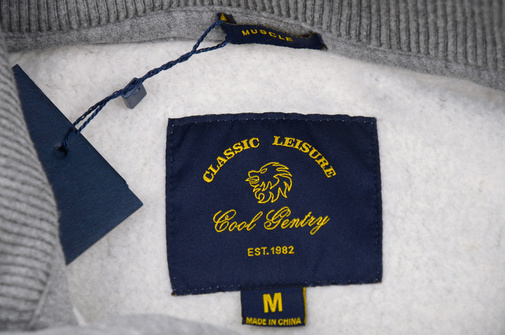 MUSCLE
CLASSIC LEISURE
Cool Gentry
EST.1982
M
MADE IN CHINA